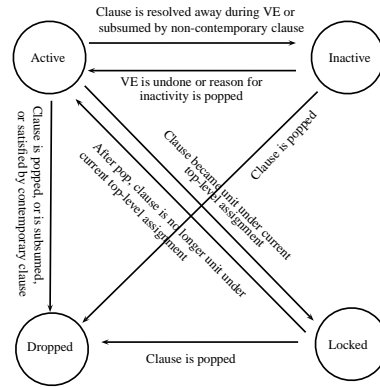 Clause is resolved away during VE or
subsumed by non-contemporary clause
Active
Inactive
VE is undone or reason for
inactivity is popped
Clause is popped
Clause became unit under current
top-level assignment
After pop, clause is no longer unit under
current top-level assignment
Clause is popped, or is subsumed,
or satisfied by contemporary clause
Dropped
Locked
Clause is popped